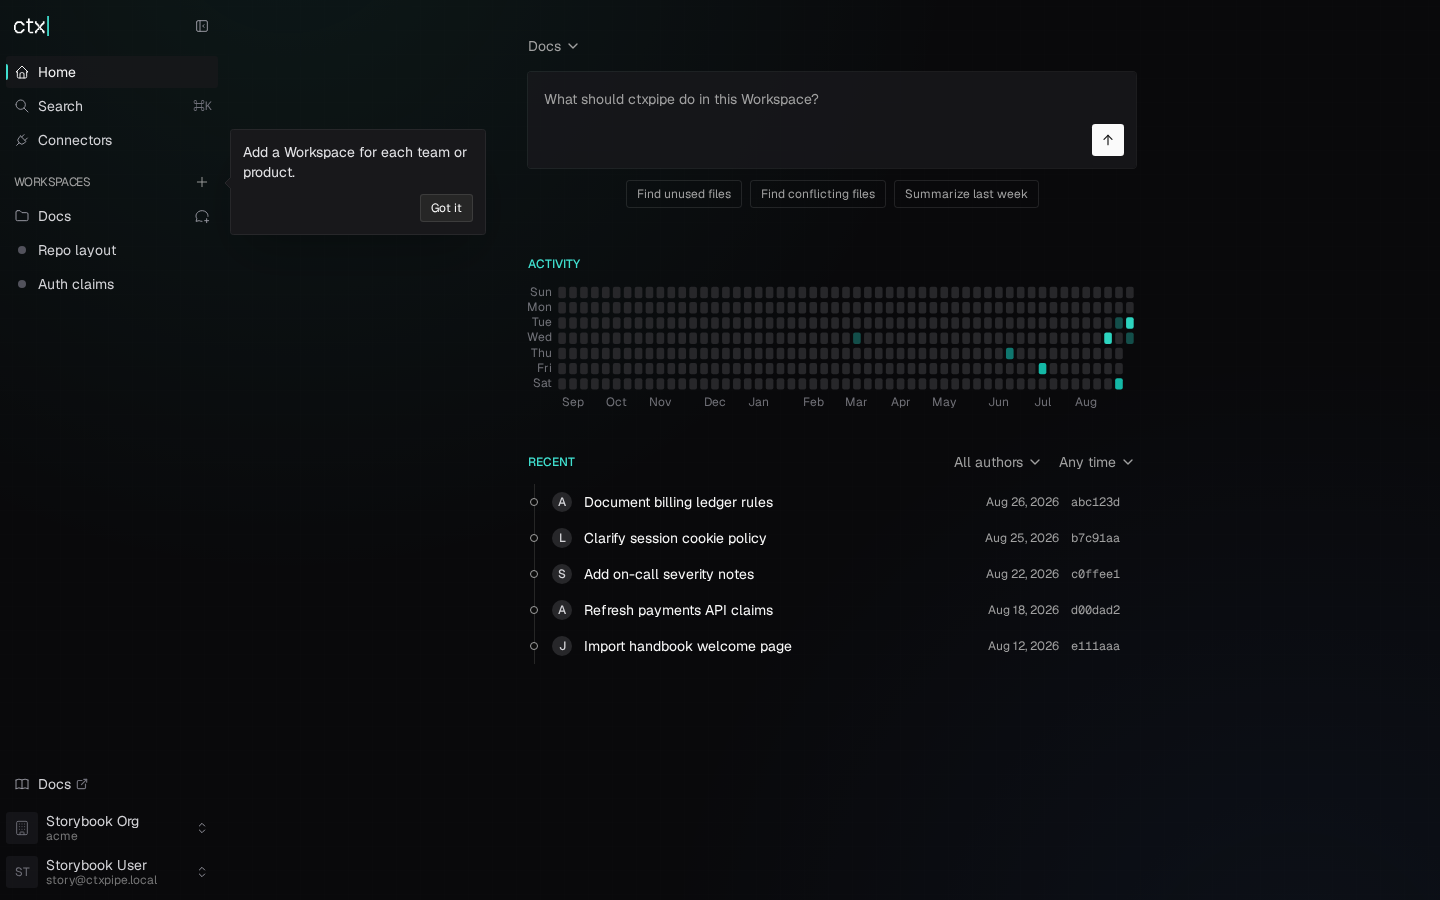 ctx
Home
Search ⌘K
Connectors
WORKSPACES
Docs
Repo layout
Auth claims
Add a Workspace for each team or
product.
Got it
Docs
What should ctxpipe do in this Workspace?
Find unused files
Find conflicting files
Summarize last week
ACTIVITY
Sun
Mon
Tue
Wed
Thu
Fri
Sat
Sep Oct Nov Dec Jan Feb Mar Apr May Jun Jul Aug
RECENT
All authors
Any time
A Document billing ledger rules Aug 26, 2026 abc123d
L Clarify session cookie policy Aug 25, 2026 b7c91aa
S Add on-call severity notes Aug 22, 2026 c0ffee1
A Refresh payments API claims Aug 18, 2026 d00dad2
J Import handbook welcome page Aug 12, 2026 e111aaa
Docs
Storybook Org
acme
ST
Storybook User
story@ctxpipe.local